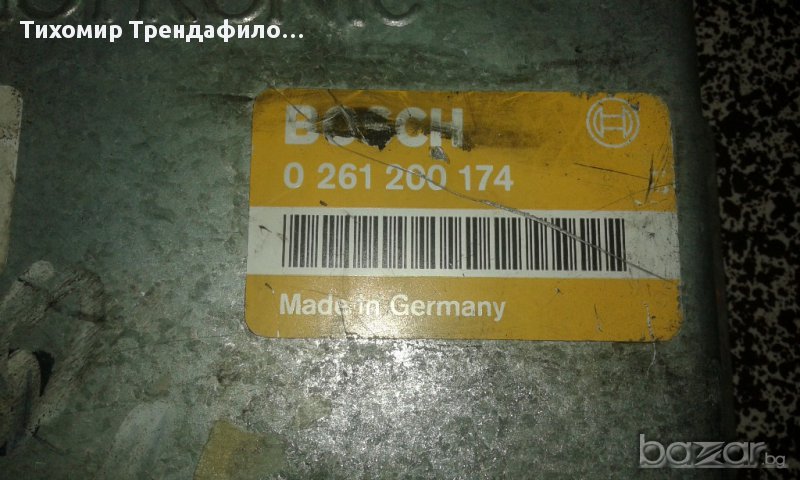 Тихомир Трендафило...
BOSCH
0 261 200 174
Made in Germany
bazar.bg